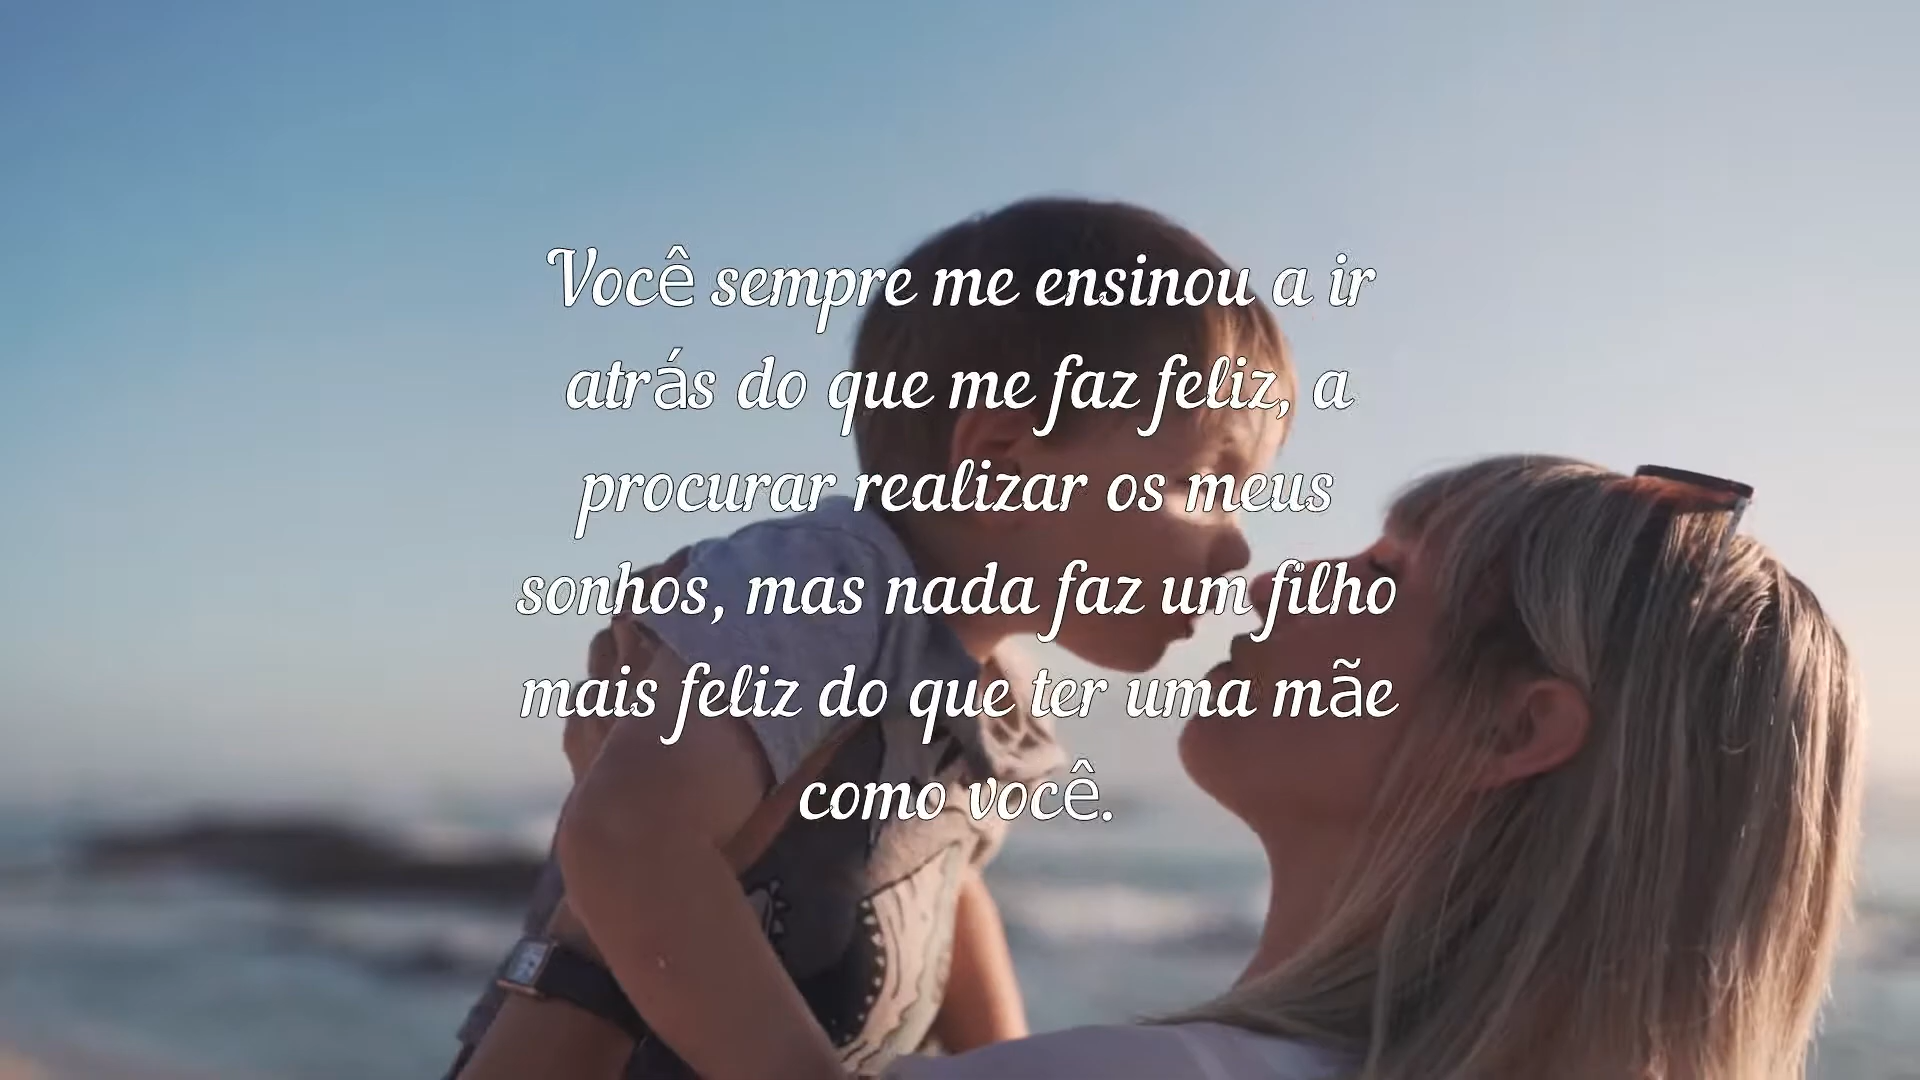 Você sempre me ensinou a ir
atrás do que me faz feliz, a
procurar realizar os meus
sonhos, mas nada faz um filho
mais feliz do que ter uma mãe
como você.